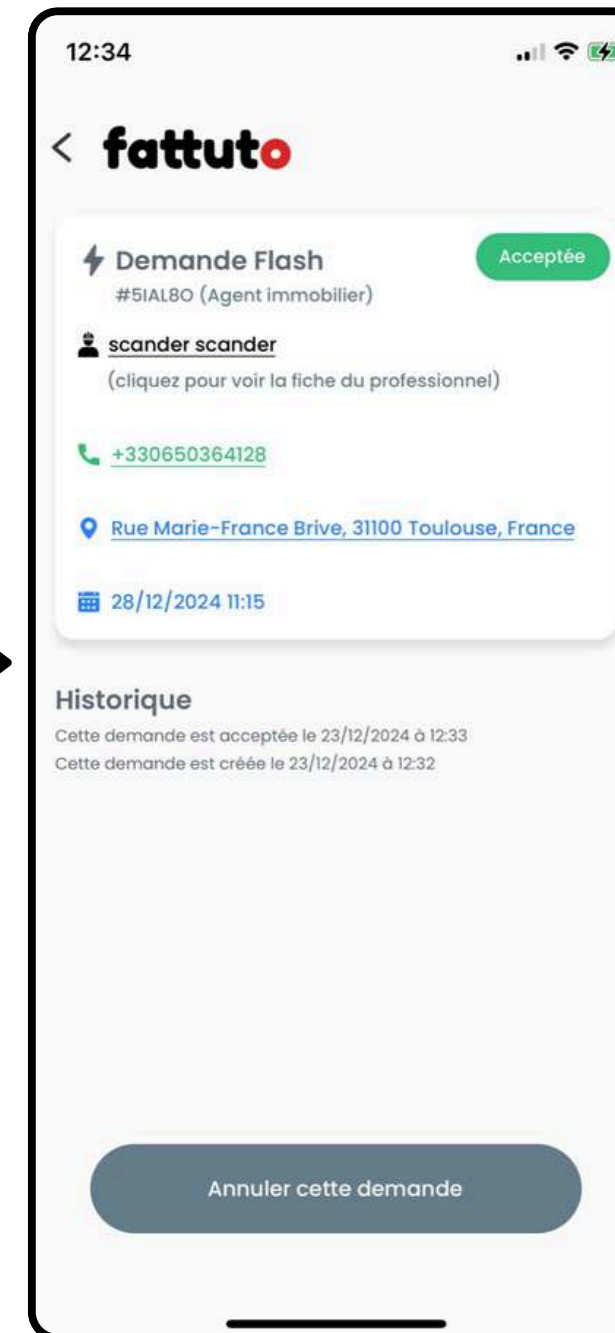 12:34
fattuto
Demande Flash
Acceptée
#5IAL8O (Agent immobilier)
scander scander
(cliquez pour voir la fiche du professionnel)
+330650364128
Rue Marie-France Brive, 31100 Toulouse, France
28/12/2024 11:15
Historique
Cette demande est acceptée le 23/12/2024 à 12:33
Cette demande est créée le 23/12/2024 à 12:32
Annuler cette demande